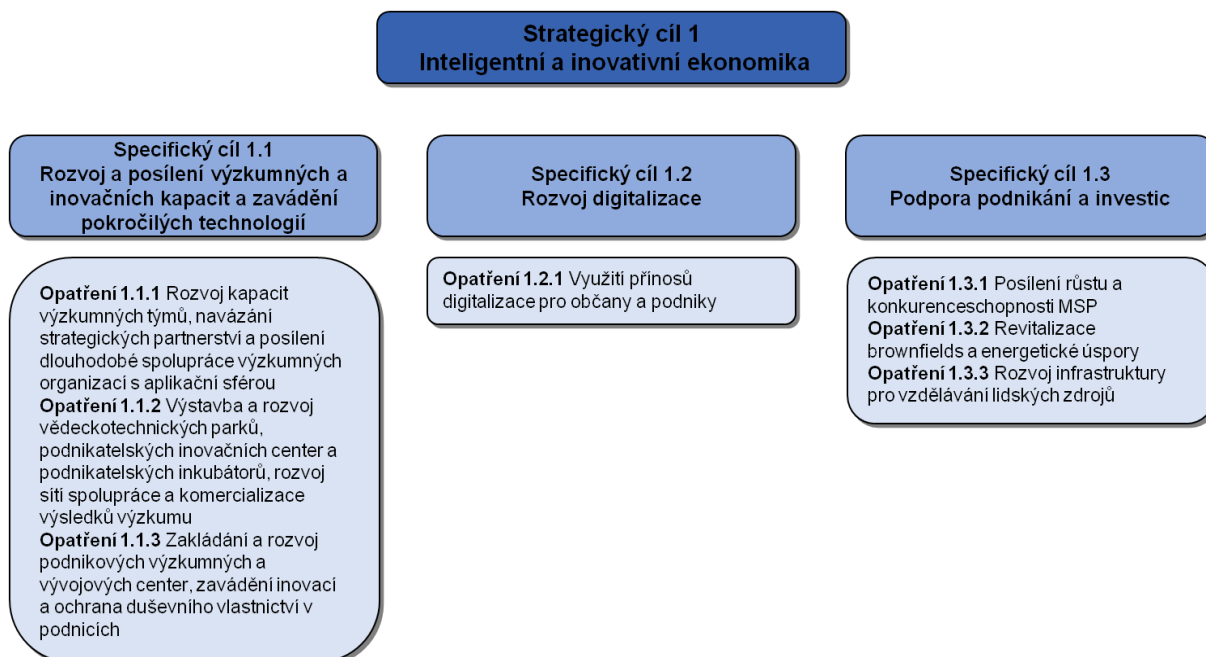 Strategický cíl 1
Inteligentní a inovativní ekonomika
Specifický cíl 1.1
Rozvoj a posílení výzkumných a
inovačních kapacit a zavádění
pokročilých technologií
Opatření 1.1.1 Rozvoj kapacit
výzkumných týmů, navázání
strategických partnerství a posílení
dlouhodobé spolupráce výzkumných
organizací s aplikační sférou
Opatření 1.1.2 Výstavba a rozvoj
vědeckotechnických parků,
podnikatelských inovačních center a
podnikatelských inkubátorů, rozvoj
síti spolupráce a komercializace
výsledků výzkumu
Opatření 1.1.3 Zakládání a rozvoj
podnikových výzkumných a
vývojových center, zavádění inovací
a ochrana duševního vlastnictví v
podnicích
Specifický cíl 1.2
Rozvoj digitalizace
Opatření 1.2.1 Využití přínosů
digitalizace pro občany a podniky
Specifický cíl 1.3
Podpora podnikání a investic
Opatření 1.3.1 Posílení růstu a
konkurenceschopnosti MSP
Opatření 1.3.2 Revitalizace
brownfields a energetické úspory
Opatření 1.3.3 Rozvoj infrastruktury
pro vzdělávání lidských zdrojů